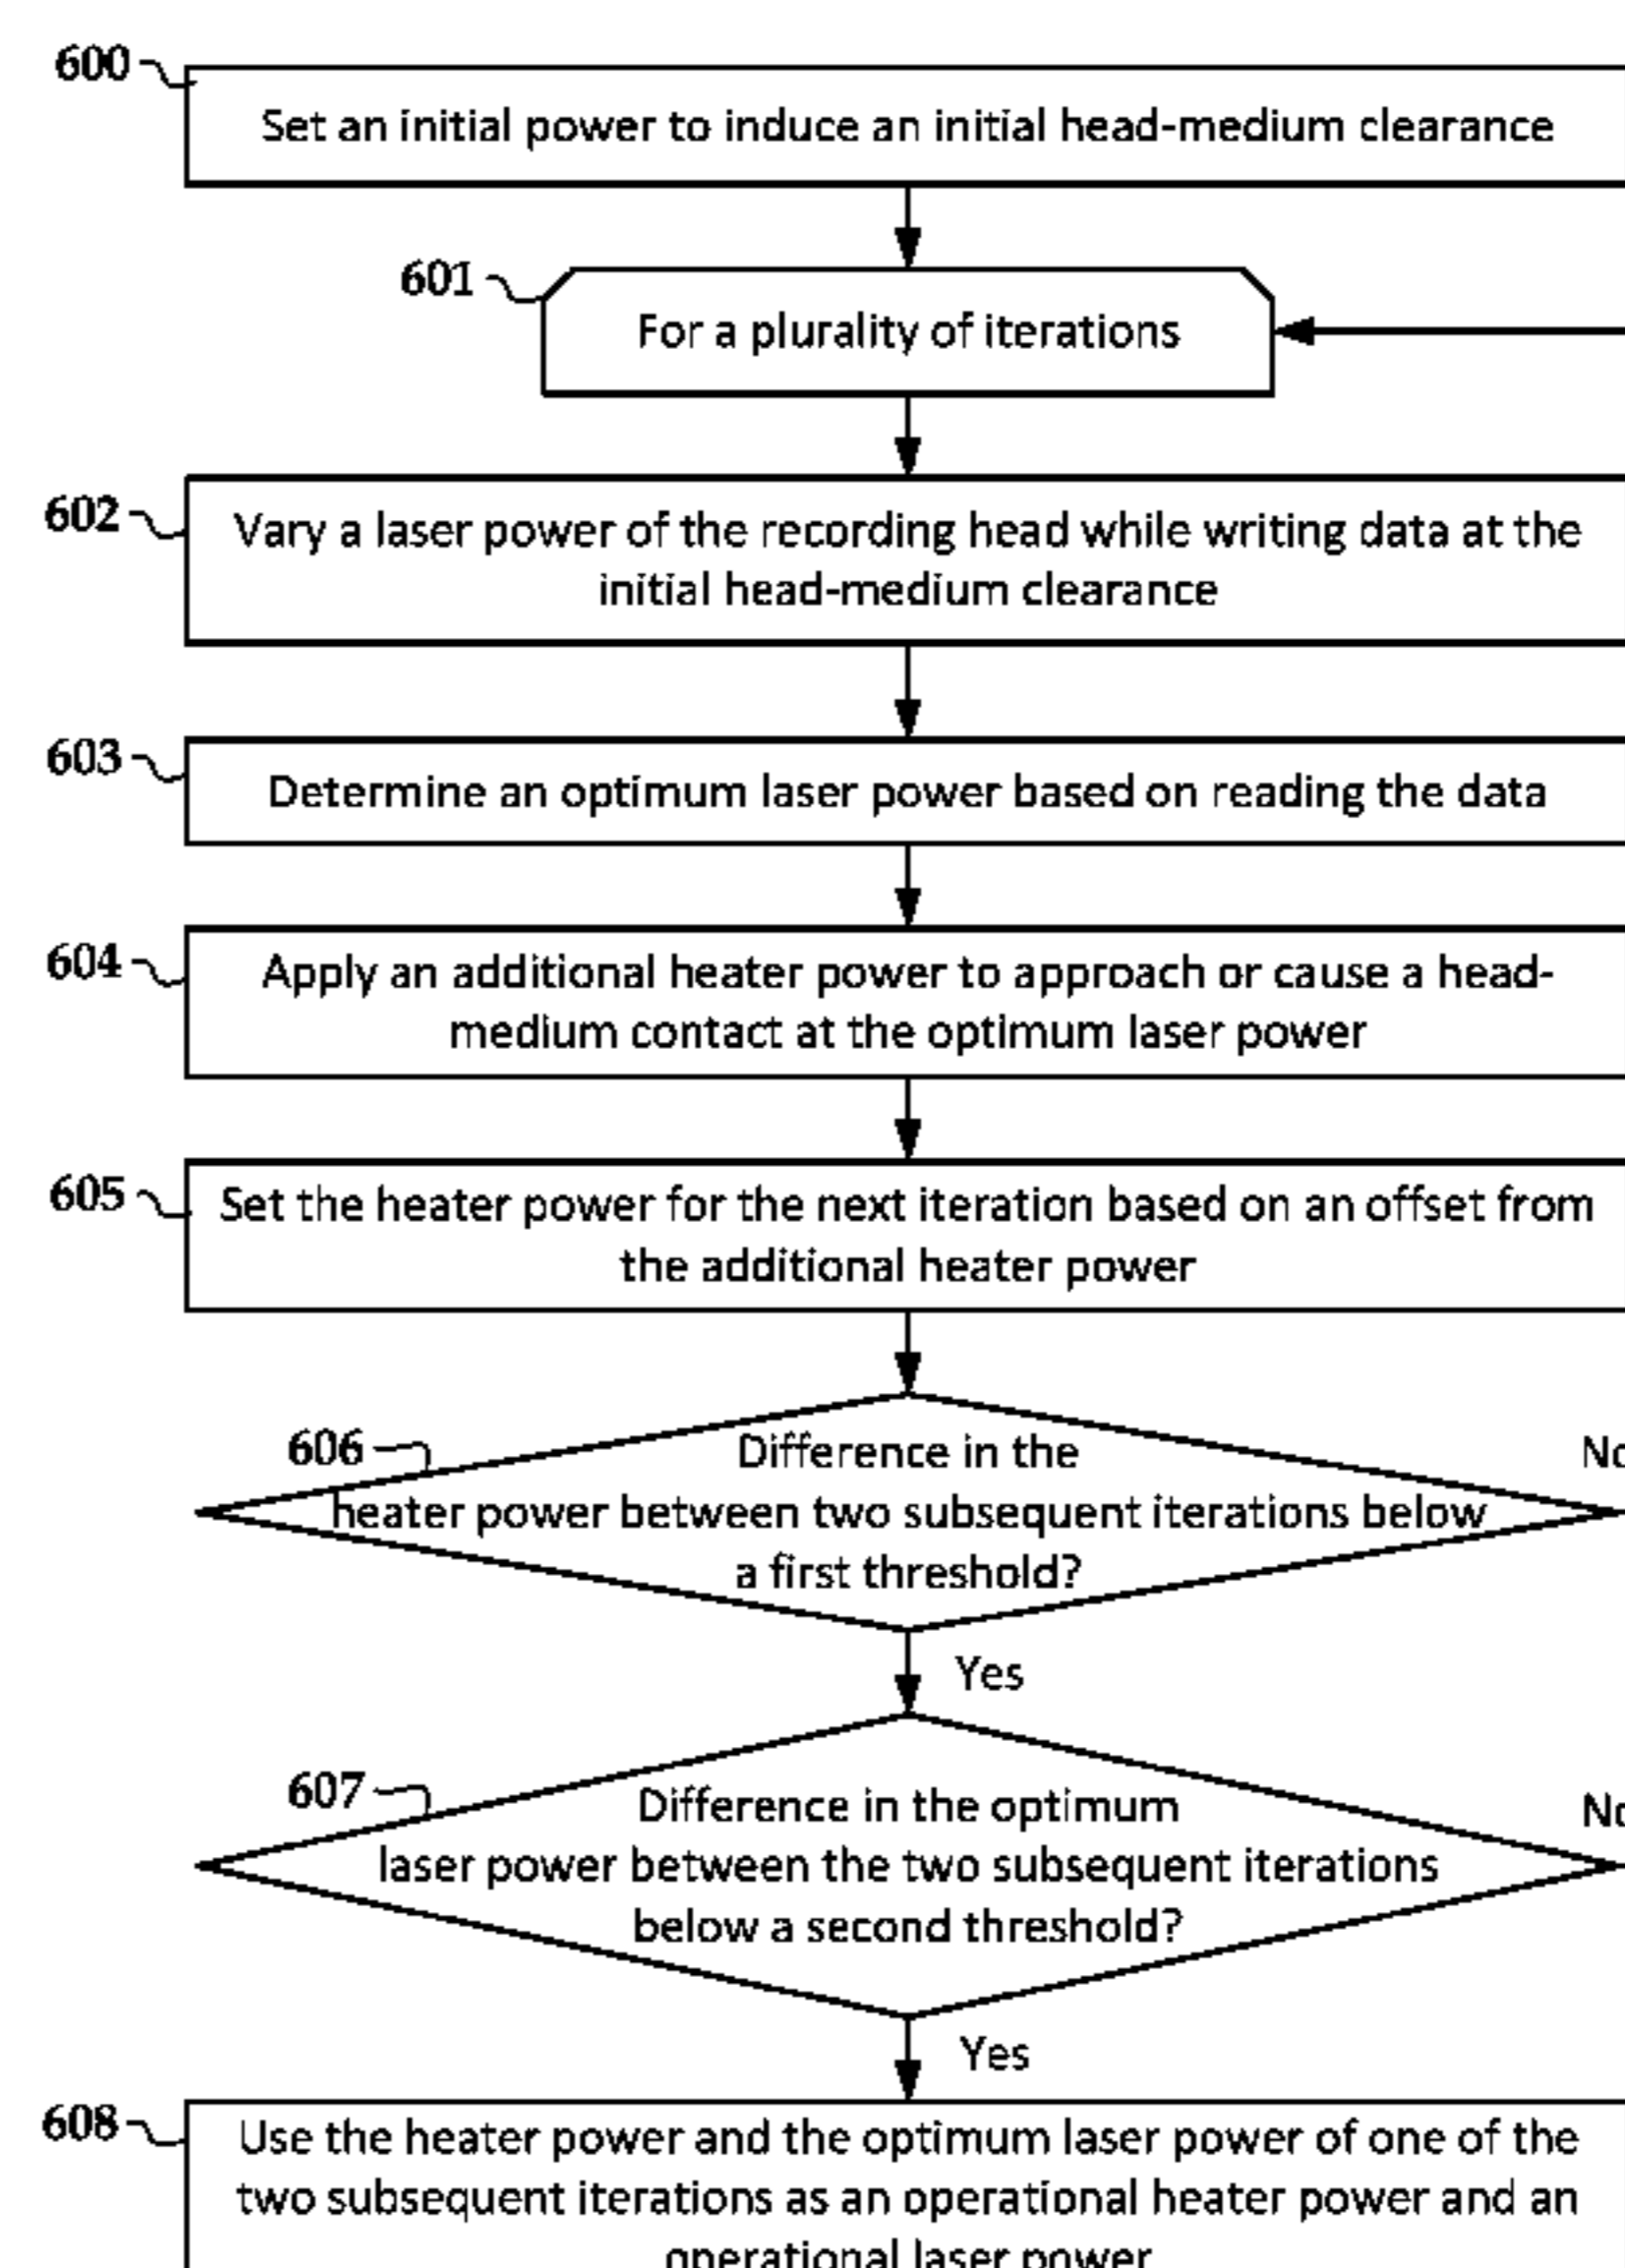 600
Set an initial power to induce an initial head-medium clearance
601
For a plurality of iterations
602
Vary a laser power of the recording head while writing data at the
initial head-medium clearance
603
Determine an optimum laser power based on reading the data
604
Apply an additional heater power to approach or cause a head-
medium contact at the optimum laser power
605
Set the heater power for the next iteration based on an offset from
the additional heater power
606
Difference in the
heater power between two subsequent iterations below
a first threshold?
No
Yes
607
Difference in the optimum
laser power between the two subsequent iterations
below a second threshold?
No
Yes
608
Use the heater power and the optimum laser power of one of the
two subsequent iterations as an operational heater power and an
operational laser power